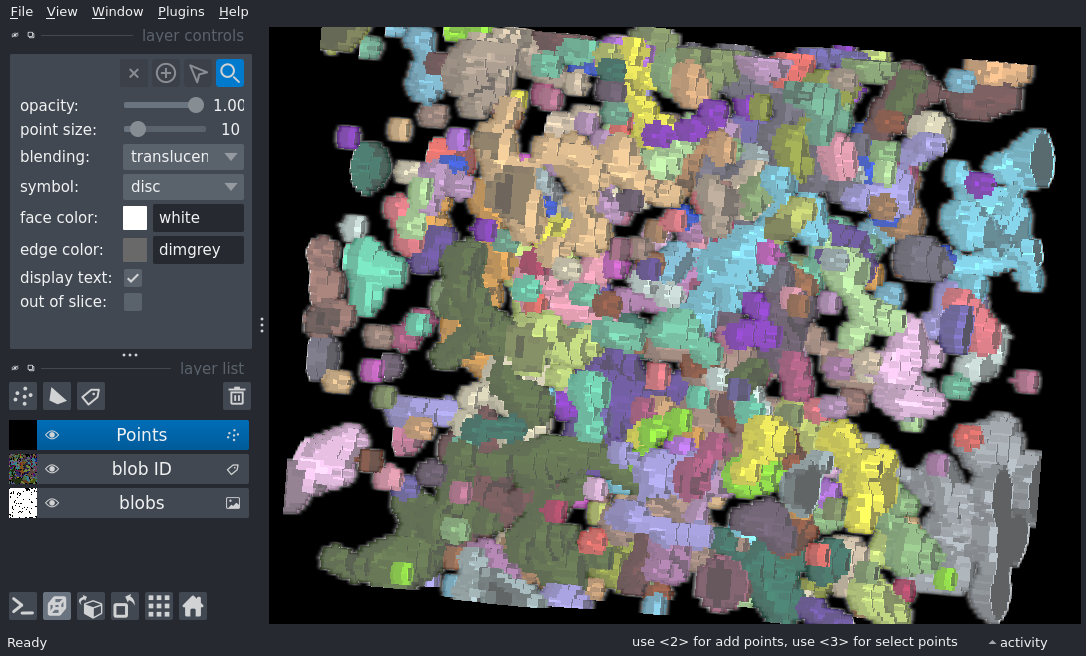 File View Window Plugins Help
layer controls
opacity: 1.00
point size: 10
blending: translucen
symbol: disc
face color: white
edge color: dimgrey
display text:
out of slice:
layer list
Points
blob ID
blobs
Ready
use <2> for add points, use <3> for select points
activity